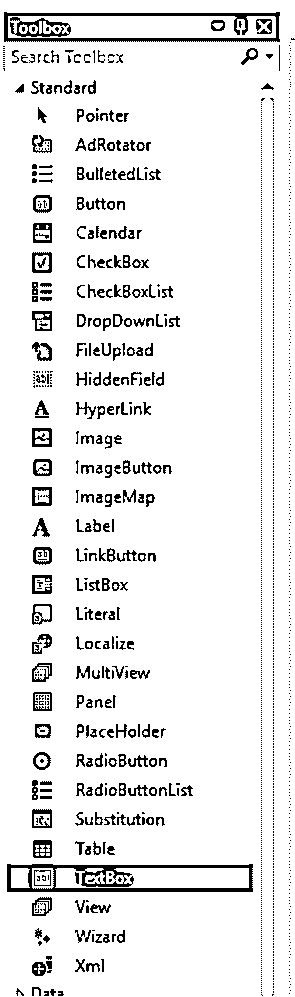 Toolbox
Search Toolbox
Standard
Pointer
AdRotator
BulletedList
Button
Calendar
CheckBox
CheckBoxList
DropDownList
FileUpload
HiddenField
HyperLink
Image
ImageButton
ImageMap
Label
LinkButton
ListBox
Literal
Localize
MultiView
Panel
PlaceHolder
RadioButton
RadioButtonList
Substitution
Table
TextBox
View
Wizard
Xml
Data